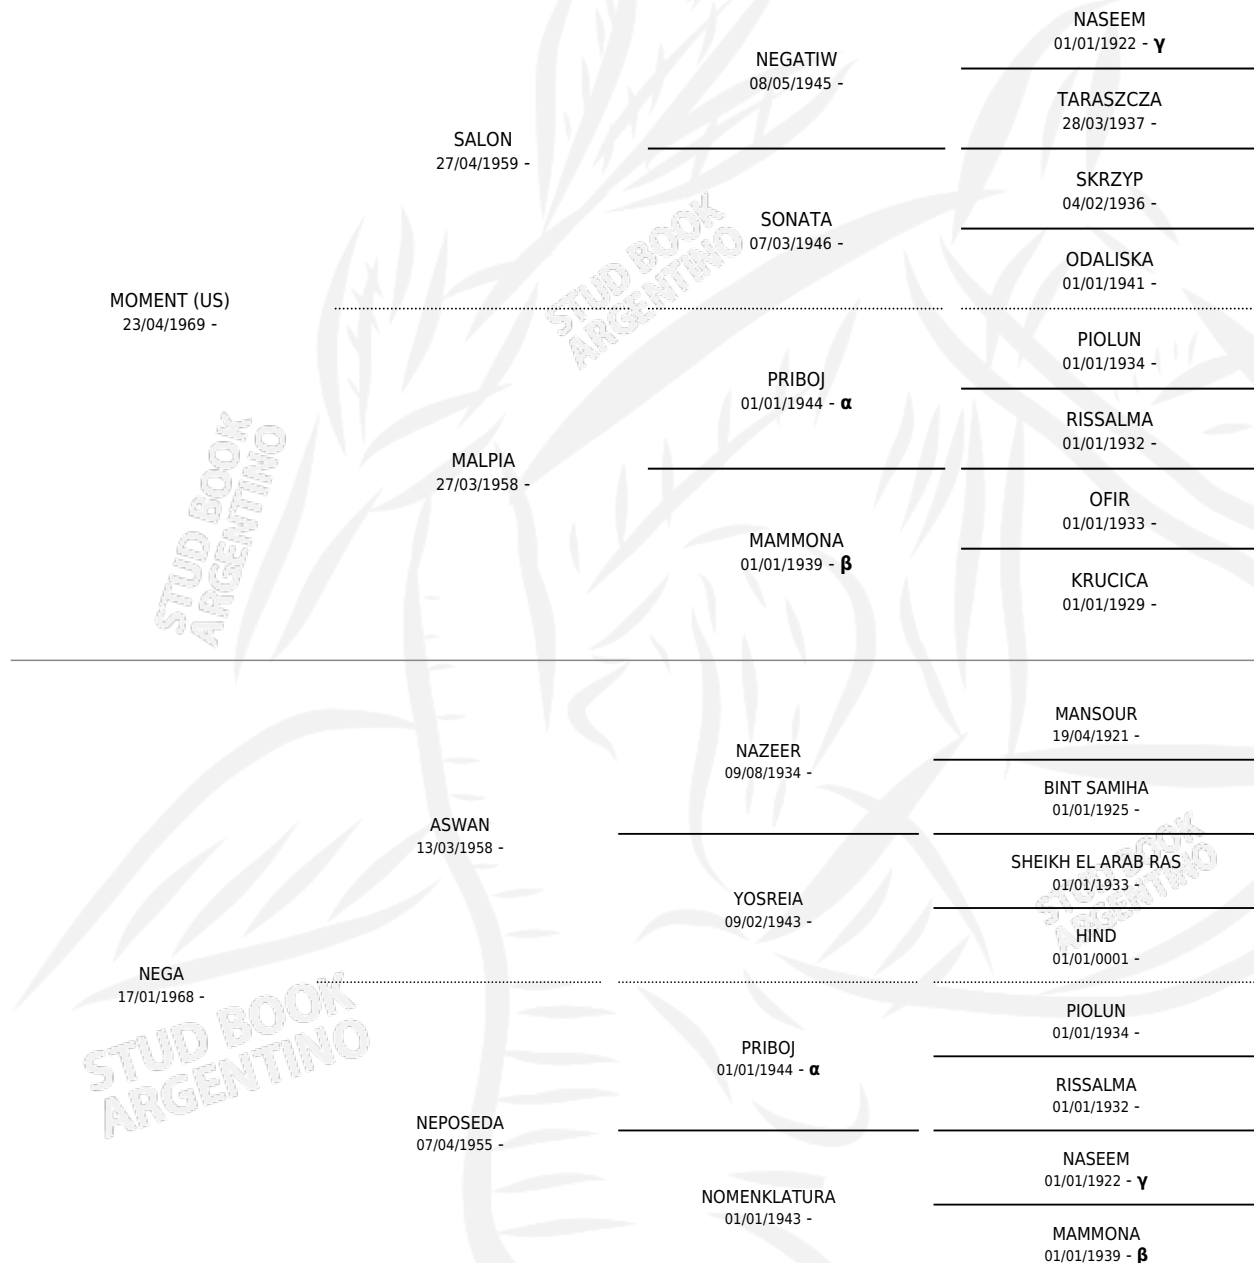 NASEEM
01/01/1922 - γ
NEGATIW
08/05/1945 -
TARASZCZA
28/03/1937 -
SALON
27/04/1959 -
SKRZYP
04/02/1936 -
SONATA
07/03/1946 -
ODALISKA
01/01/1941 -
MOMENT (US)
23/04/1969 -
PIOLUN
01/01/1934 -
PRIBOJ
01/01/1944 - α
RISSALMA
01/01/1932 -
MALPIA
27/03/1958 -
OFIR
01/01/1933 -
MAMMONA
01/01/1939 - β
KRUCICA
01/01/1929 -
MANSOUR
19/04/1921 -
NAZEER
09/08/1934 -
BINT SAMIHA
01/01/1925 -
ASWAN
13/03/1958 -
SHEIKH EL ARAB RAS
01/01/1933 -
YOSREIA
09/02/1943 -
HIND
01/01/0001 -
NEGA
17/01/1968 -
PIOLUN
01/01/1934 -
PRIBOJ
01/01/1944 - α
RISSALMA
01/01/1932 -
NEPOSEDA
07/04/1955 -
NASEEM
01/01/1922 - γ
NOMENKLATURA
01/01/1943 -
MAMMONA
01/01/1939 - β
STUD BOOK
ARGENTINO
STUD BOOK
ARGENTINO
STUD BOOK
ARGENTINO
STUD BOOK
ARGENTINO